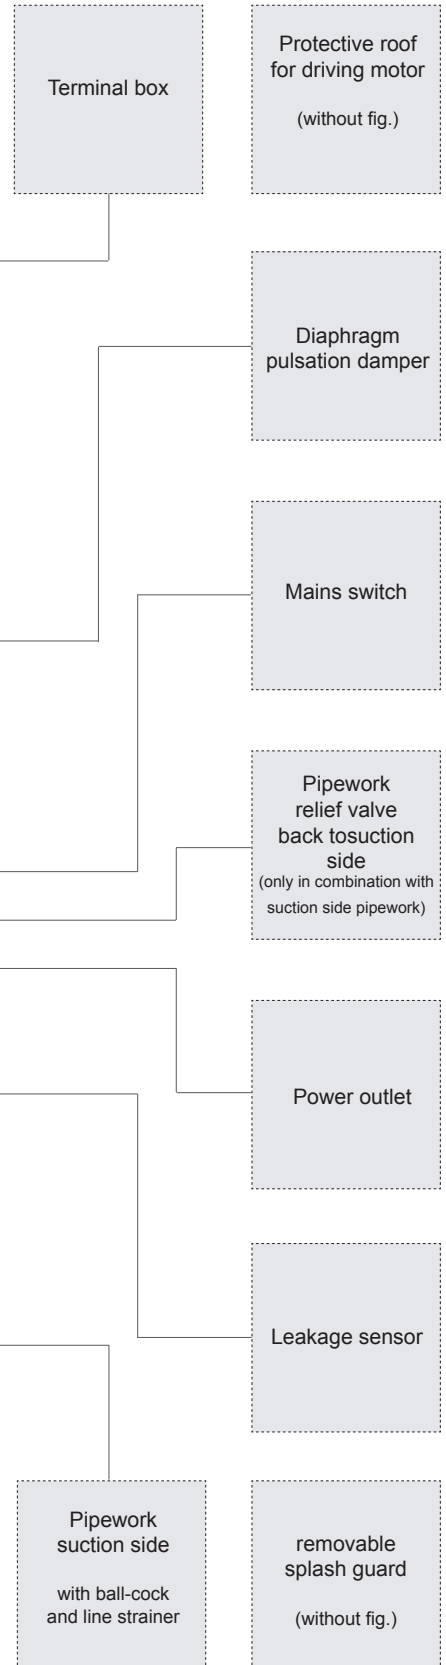 Terminal box
Protective roof
for driving motor
(without fig.)
Diaphragm
pulsation damper
Mains switch
Pipework
relief valve
back tosuction
side
(only in combination with
suction side pipework)
Power outlet
Leakage sensor
Pipework
suction side
with ball-cock
and line strainer
removable
splash guard
(without fig.)